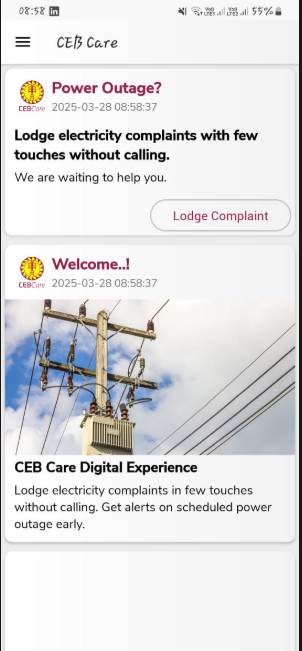 08:58 in VoLTE1 VoLTE2 55%
CEB Care
Power Outage?
CEBCare 2025-03-28 08:58:37
Lodge electricity complaints with few
touches without calling.
We are waiting to help you.
Lodge Complaint
Welcome..!
CEBCare 2025-03-28 08:58:37
CEB Care Digital Experience
Lodge electricity complaints in few touches
without calling. Get alerts on scheduled power
outage early.